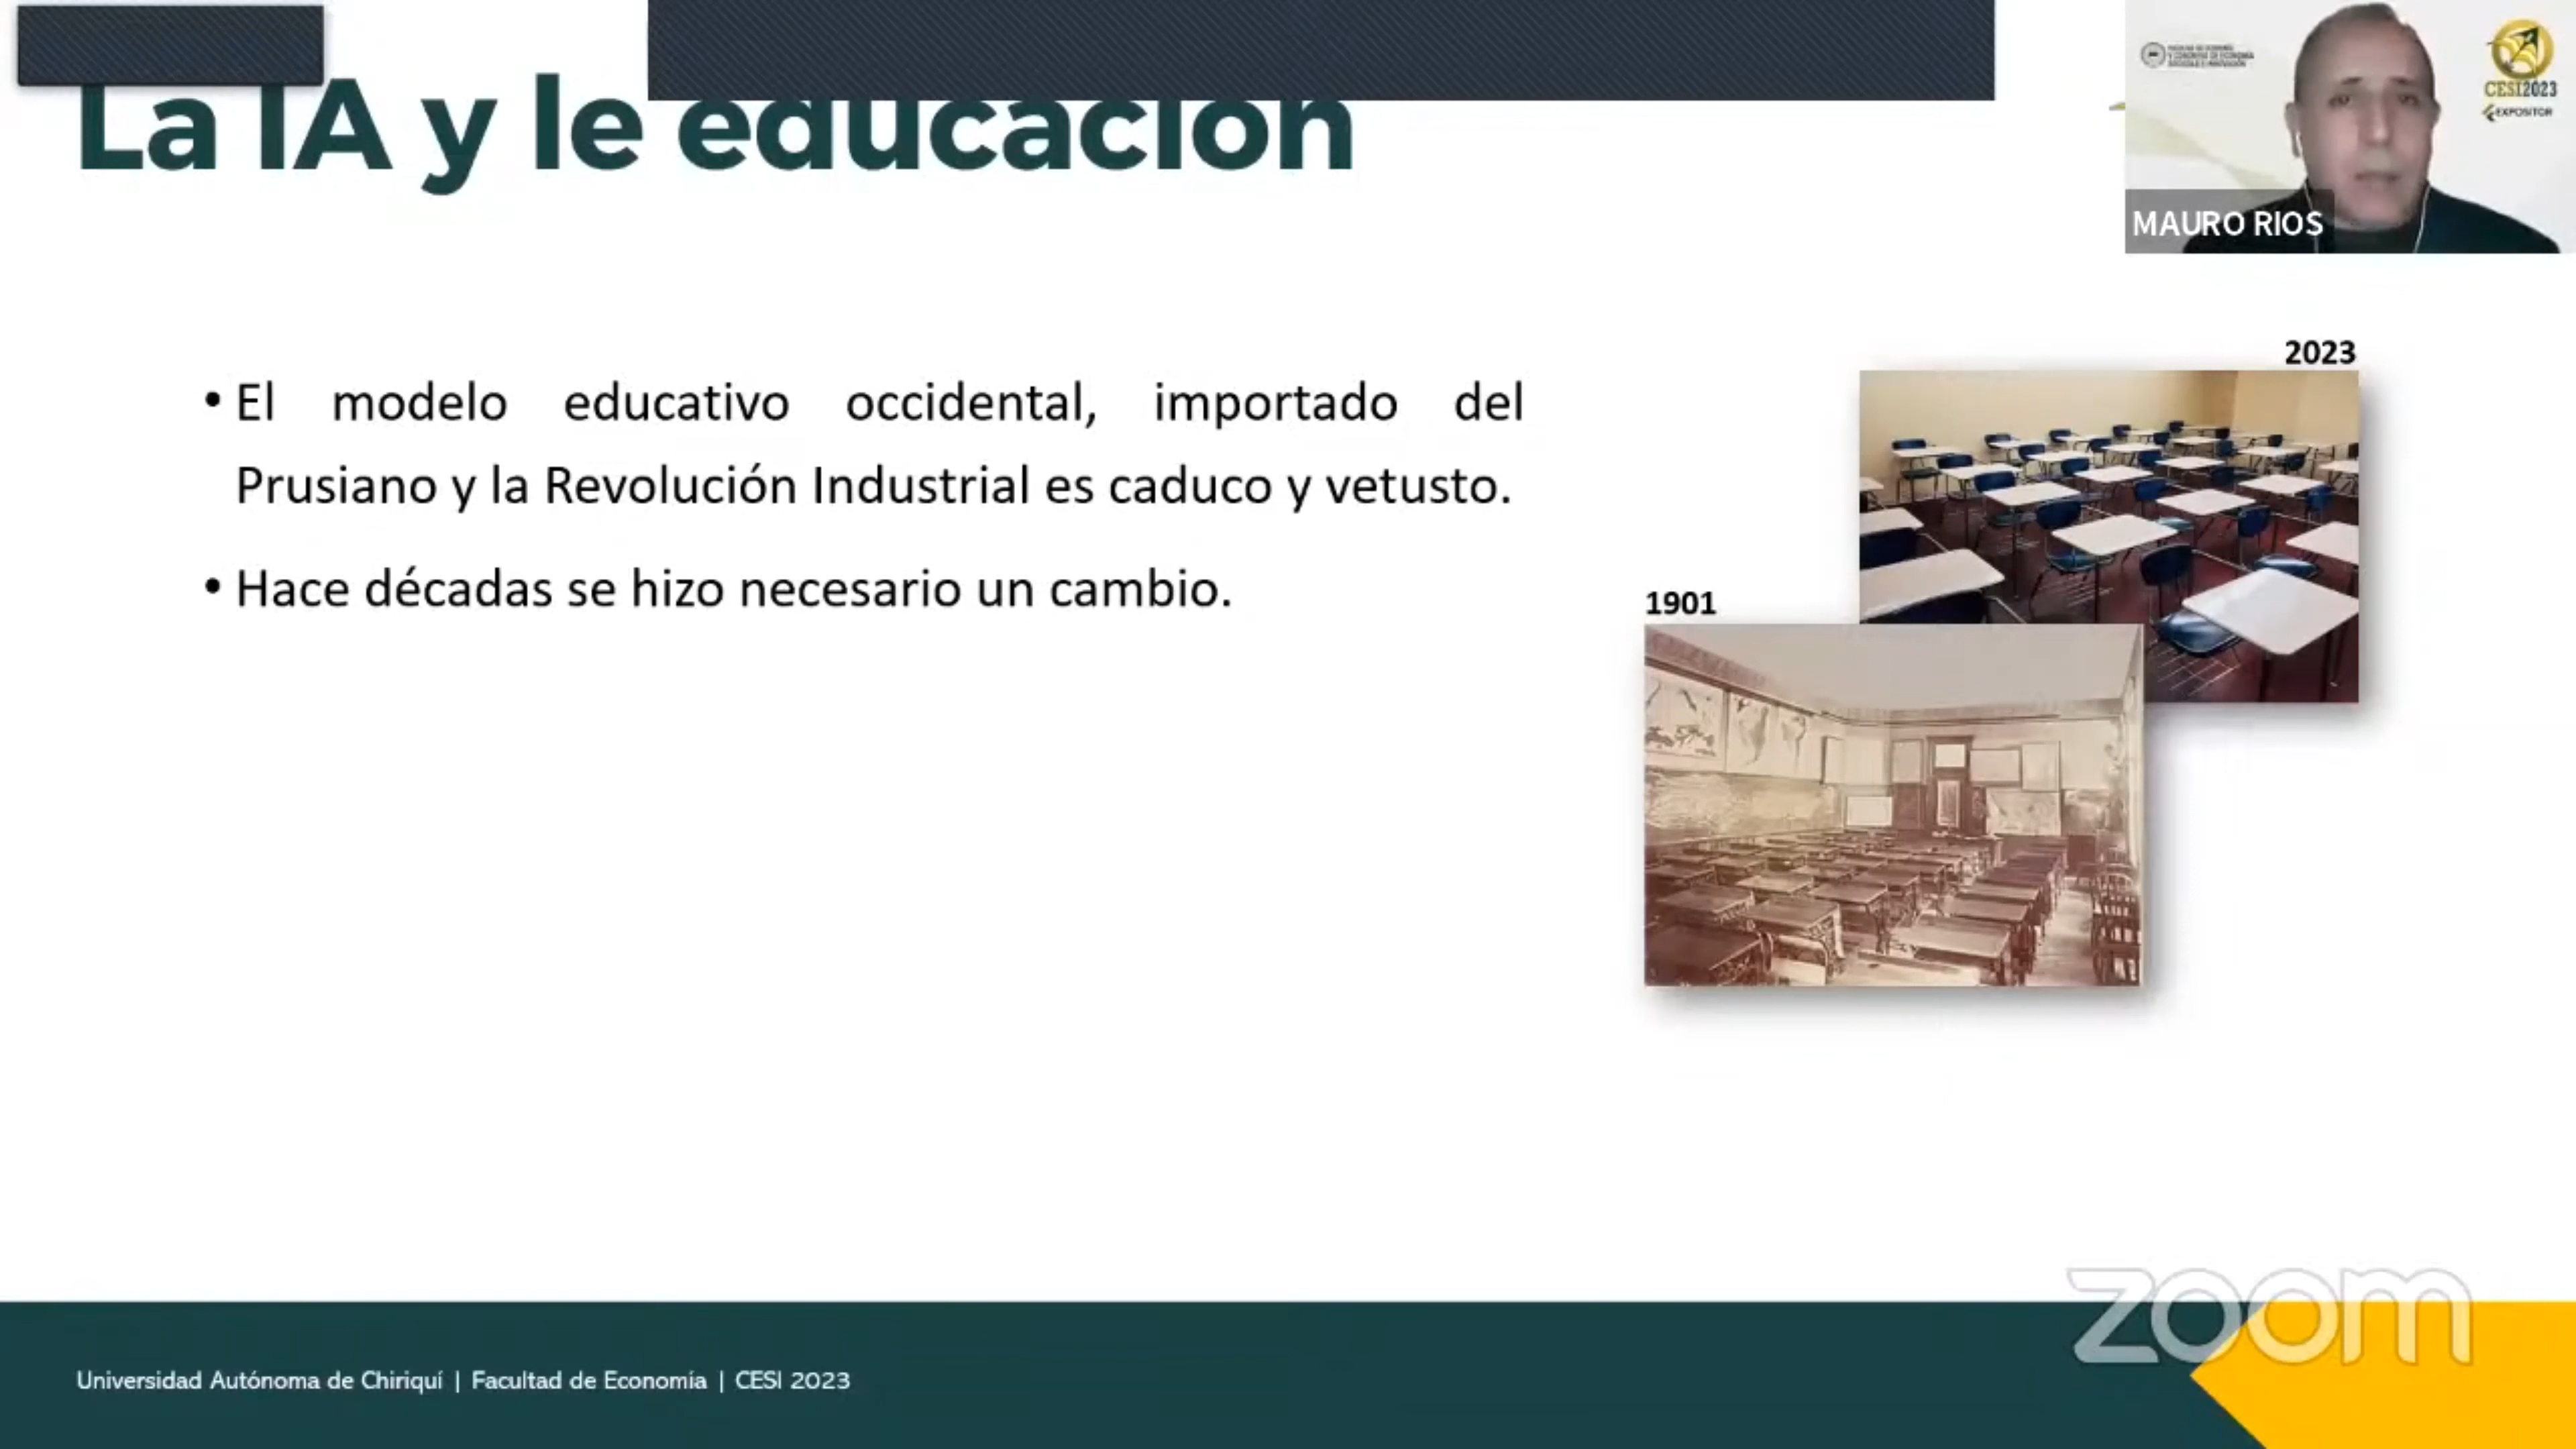 La IA y le educación
CESI2023
EXPOSITOR
MAURO RIOS
• El modelo educativo occidental, importado del
Prusiano y la Revolución Industrial es caduco y vetusto.
• Hace décadas se hizo necesario un cambio.
2023
1901
zoom
Universidad Autónoma de Chiriquí | Facultad de Economía | CESI 2023